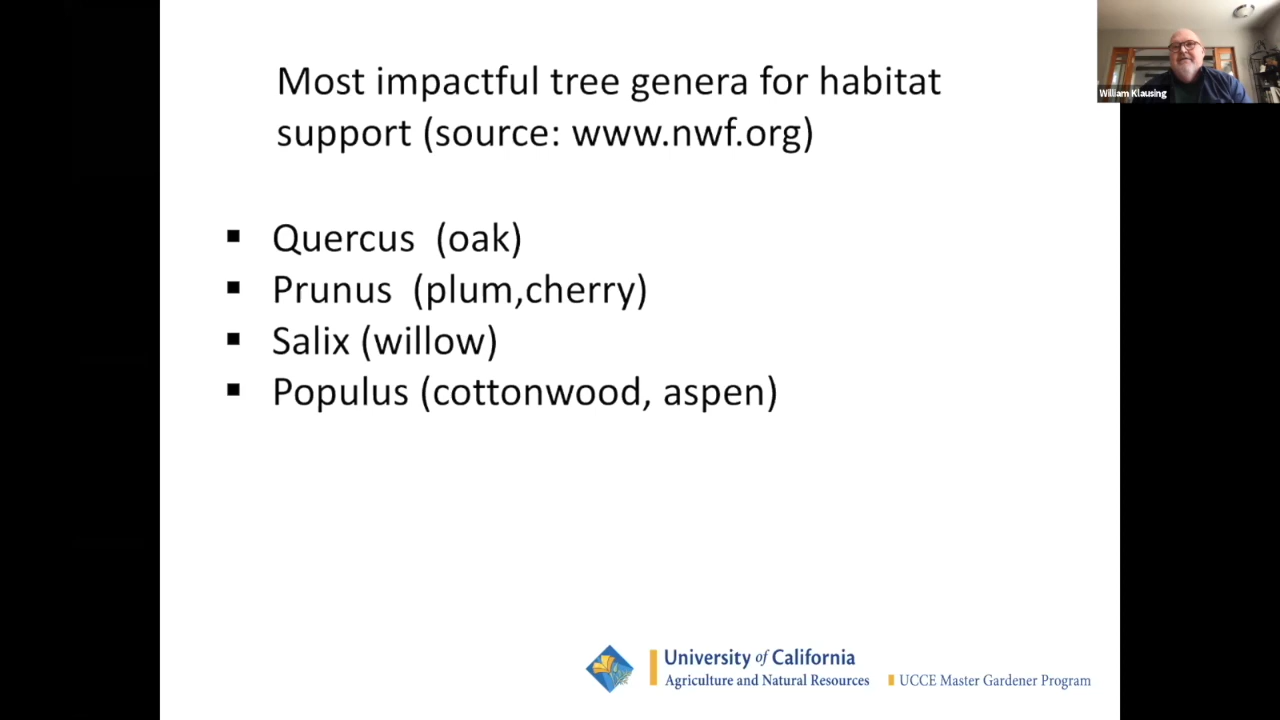 Most impactful tree genera for habitat
support (source: www.nwf.org)
▪ Quercus (oak)
▪ Prunus (plum,cherry)
▪ Salix (willow)
▪ Populus (cottonwood, aspen)
William Klausing
University of California
Agriculture and Natural Resources
UCCE Master Gardener Program